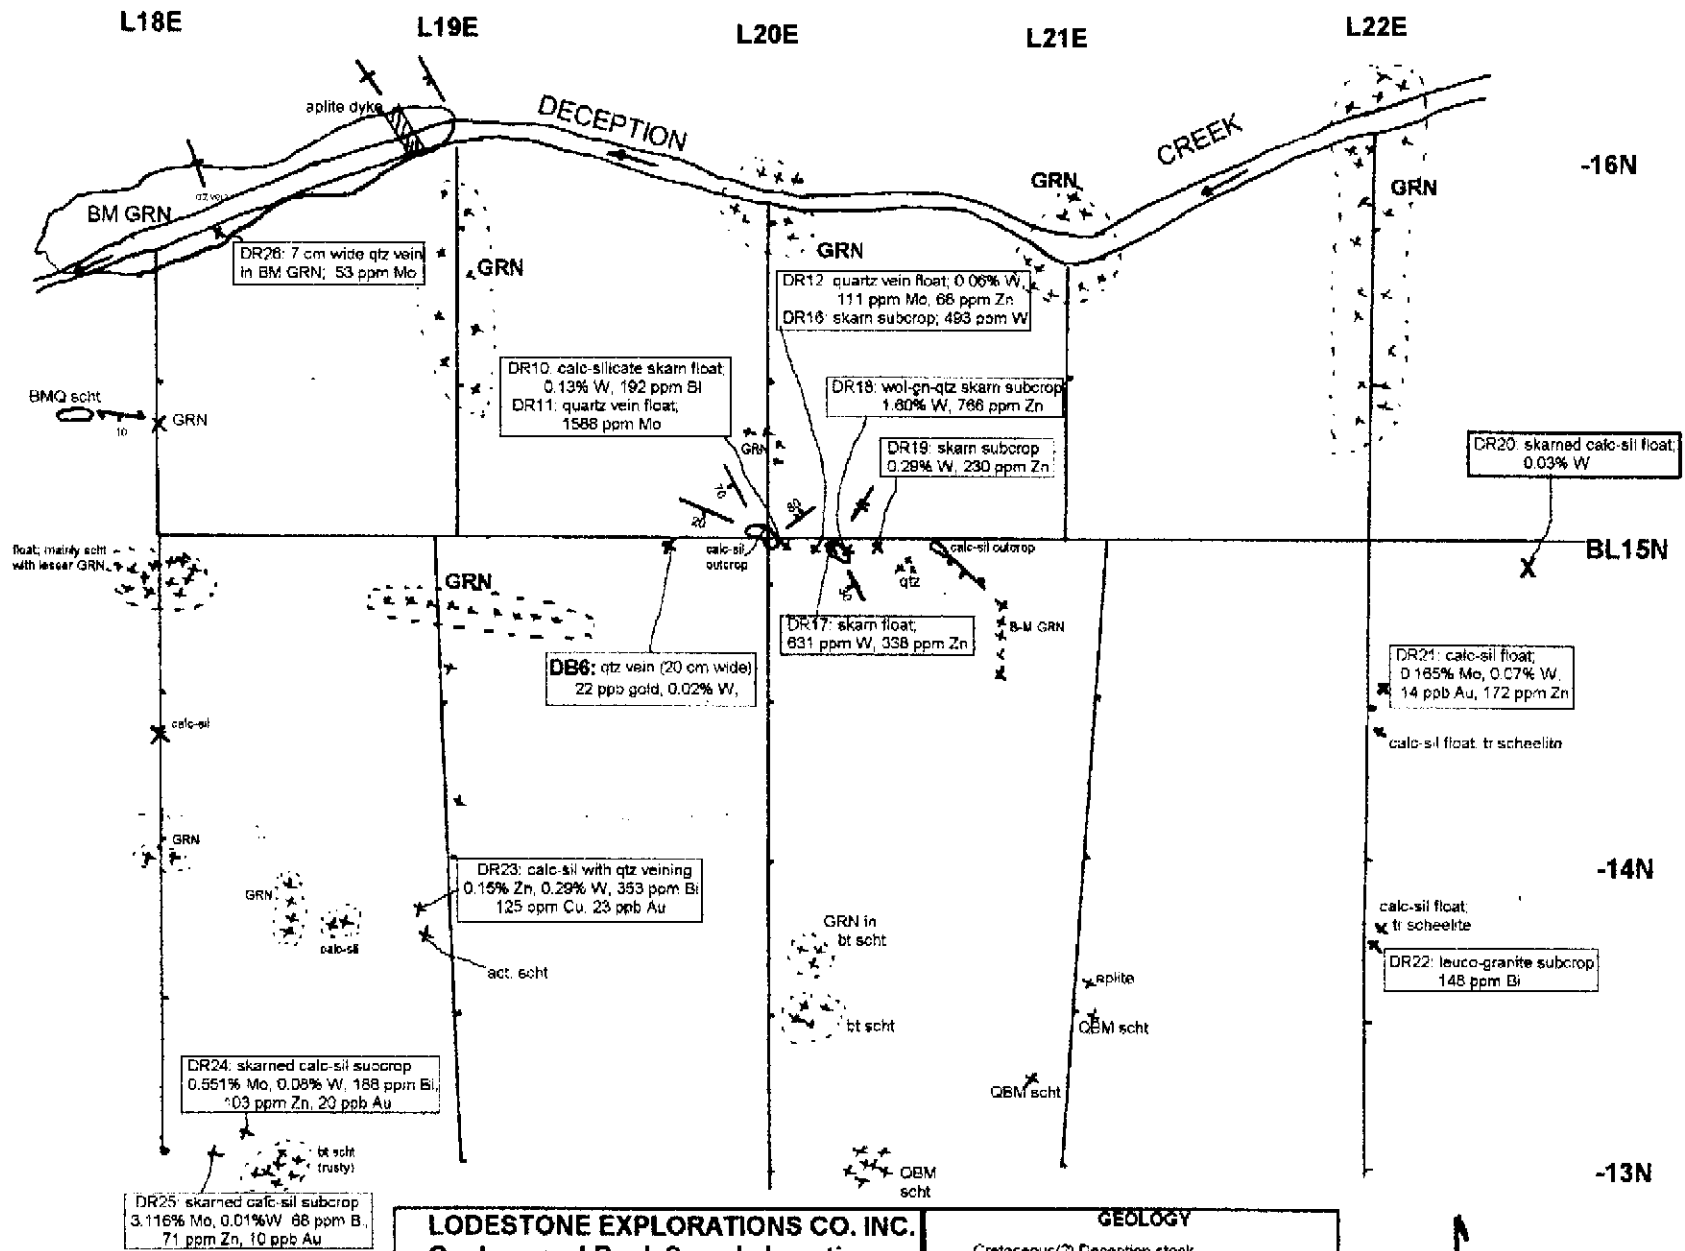 L18E
L19E
L20E
L21E
L22E
aplite dyke
DECEPTION
CREEK
-16N
qtz vein
BM GRN
GRN
GRN
GRN
GRN
DR26: 7 cm wide qtz vein
in BM GRN; 53 ppm Mo
DR12: quartz vein float; 0.06% W,
111 ppm Mo, 66 ppm Zn
DR16: skarn subcrop; 493 ppm W
DR10: calc-silicate skarn float;
0.13% W, 192 ppm Bi
DR11: quartz vein float;
1588 ppm Mo
DR18: wol-gn-qtz skarn subcrop
1.60% W, 766 ppm Zn
BMQ scht
10
GRN
GRN
DR19: skarn subcrop
0.29% W, 230 ppm Zn
DR20: skarned calc-sil float;
0.03% W
70
20
80
float; mainly scht
with lesser GRN
calc-sil
outcrop
calc-sil outcrop
BL15N
qtz
GRN
45
DR17: skarn float;
631 ppm W, 338 ppm Zn
B-M GRN
DB6: qtz vein (20 cm wide)
22 ppb gold, 0.02% W,
DR21: calc-sil float;
0.165% Mo, 0.07% W,
14 ppb Au, 172 ppm Zn
calc-sil
calc-sil float, tr scheelite
GRN
-14N
DR23: calc-sil with qtz veining
0.15% Zn, 0.29% W, 353 ppm Bi
125 ppm Cu, 23 ppb Au
GRN
calc-sil
calc-sil float;
tr scheelite
GRN in
bt scht
act. scht
DR22: leuco-granite subcrop
148 ppm Bi
aplite
bt scht
QBM scht
DR24: skarned calc-sil subcrop
0.551% Mo, 0.08% W, 188 ppm Bi,
103 ppm Zn, 20 ppb Au
QBM scht
bt scht
(rusty)
QBM
scht
-13N
DR25: skarned calc-sil subcrop
3.116% Mo, 0.01%W 68 ppm B,
71 ppm Zn, 10 ppb Au
LODESTONE EXPLORATIONS CO. INC.
GEOLOGY
Cretaceous(?) Deception stock